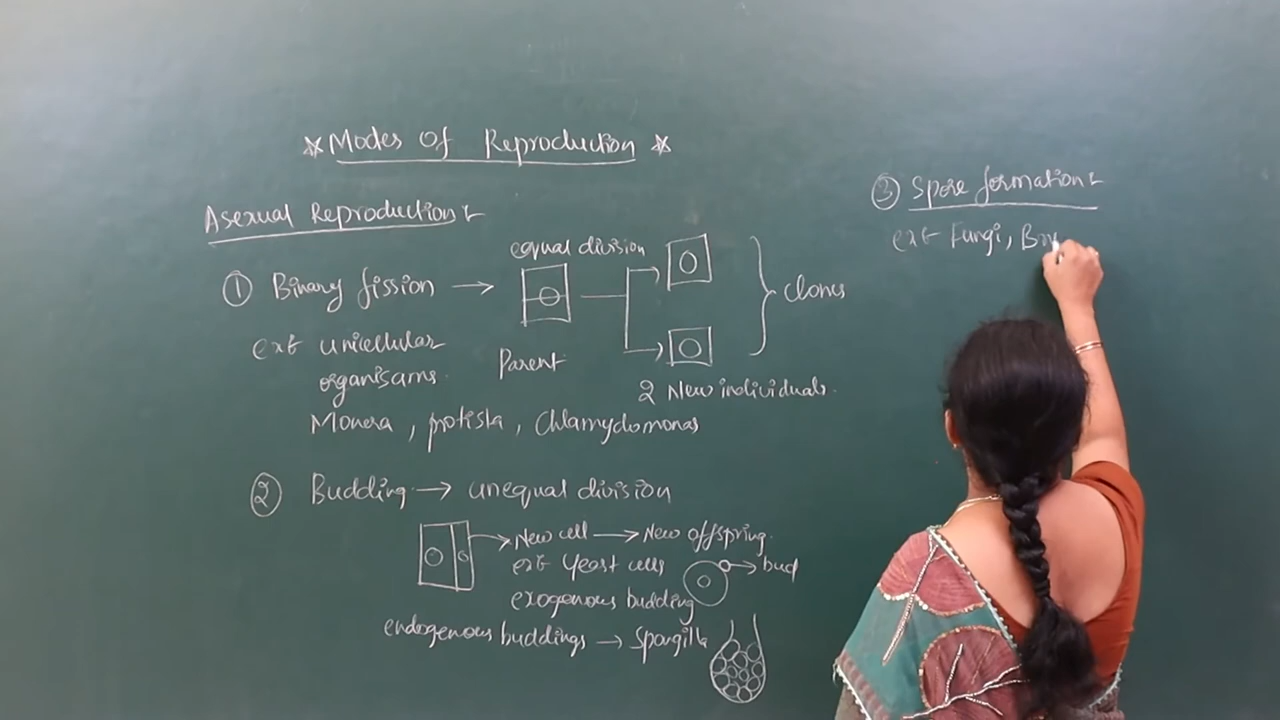 ☆Modes of Reproduction☆
Asexual Reproduction:-
① Binary fission → equal division
ex:- unicellular
organisams.
Parent
2 New individuals.
} clones
Monera, protista, Chlamydomonas
② Budding → unequal division
→ New cell → New offspring.
ex:- Yeast cells
→ bud
exogenous budding
endogenous buddings → Spongilla
③ Spore formation:-
ex:- Fungi, Bry